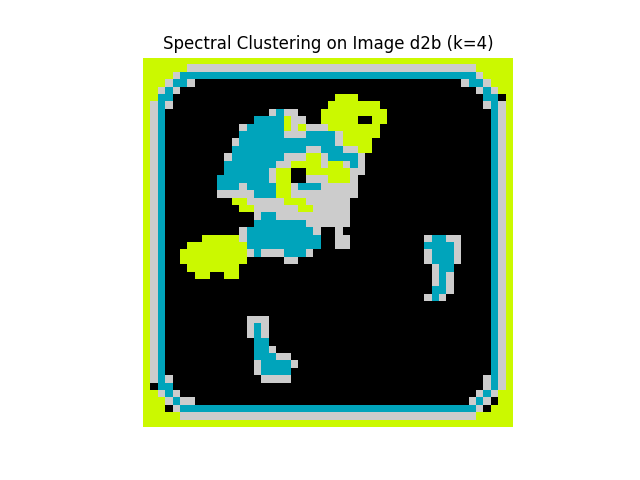 Spectral Clustering on Image d2b (k=4)